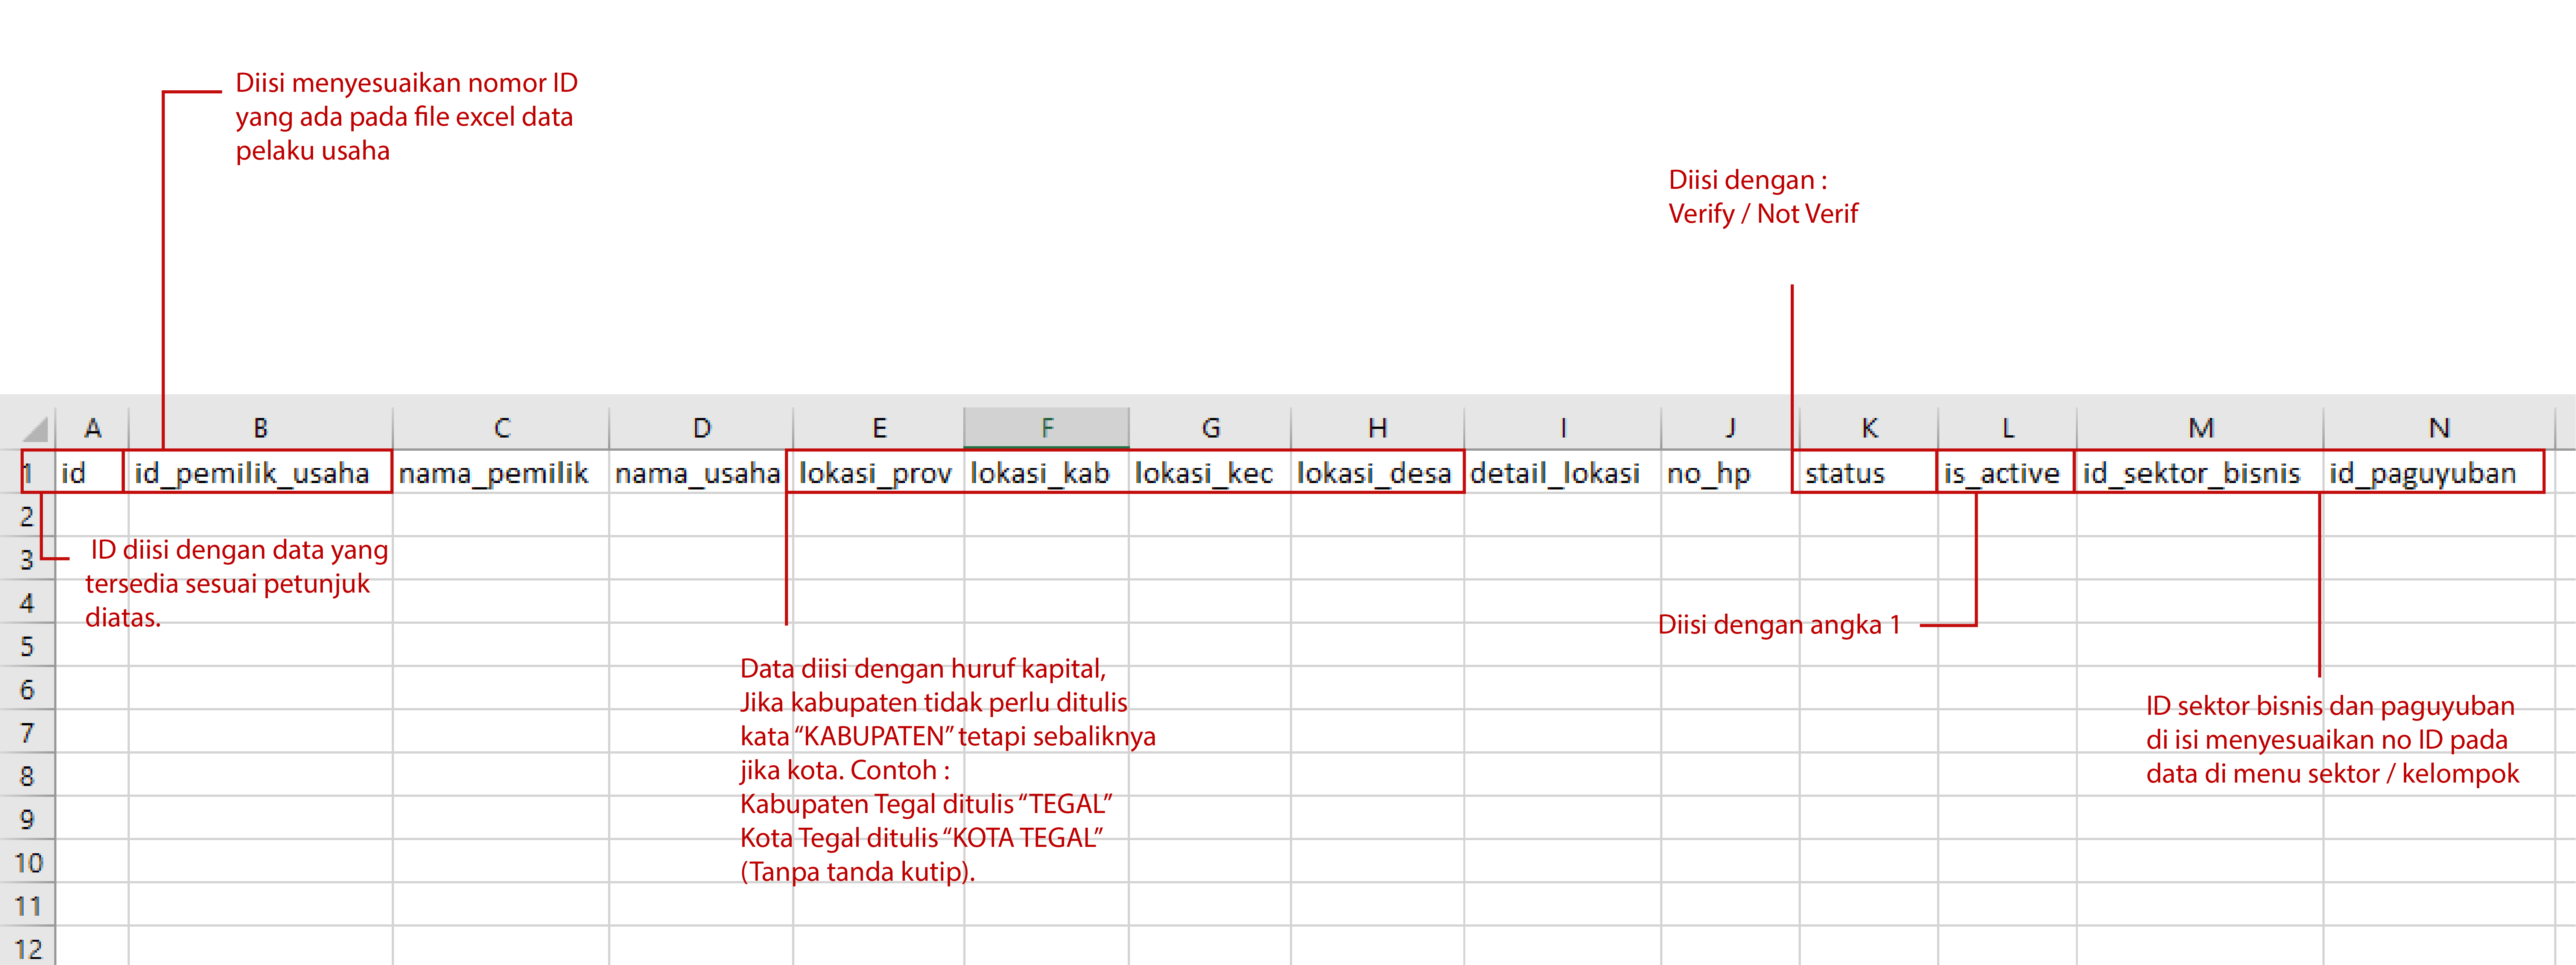 Diisi menyesuaikan nomor ID
yang ada pada file excel data
pelaku usaha
Diisi dengan :
Verify / Not Verif
A B C D E F G H I J K L M N
1 id id_pemilik_usaha nama_pemilik nama_usaha lokasi_prov lokasi_kab lokasi_kec lokasi_desa detail_lokasi no_hp status is_active id_sektor_bisnis id_paguyuban
2
3
4
5
6
7
8
9
10
11
12
ID diisi dengan data yang
tersedia sesuai petunjuk
diatas.
Data diisi dengan huruf kapital,
Jika kabupaten tidak perlu ditulis
kata “KABUPATEN” tetapi sebaliknya
jika kota. Contoh :
Kabupaten Tegal ditulis “TEGAL”
Kota Tegal ditulis “KOTA TEGAL”
(Tanpa tanda kutip).
Diisi dengan angka 1
ID sektor bisnis dan paguyuban
di isi menyesuaikan no ID pada
data di menu sektor / kelompok